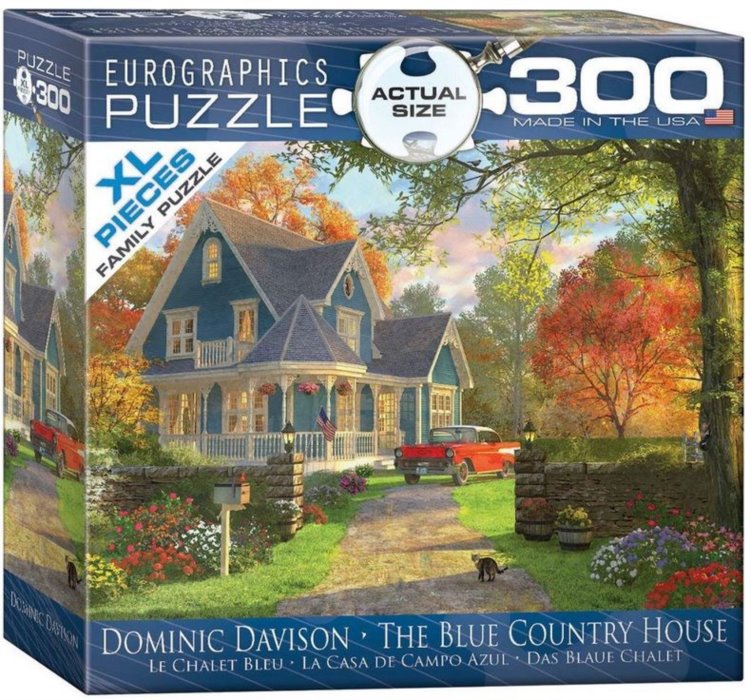 PUZZLE
XL
300
EUROGRAPHICS
PUZZLE
ACTUAL
SIZE
300
MADE IN THE USA
XL
PIECES
FAMILY PUZZLE
DOMINIC DAVISON
DOMINIC DAVISON · THE BLUE COUNTRY HOUSE
LE CHALET BLEU · LA CASA DE CAMPO AZUL · DAS BLAUE CHALET